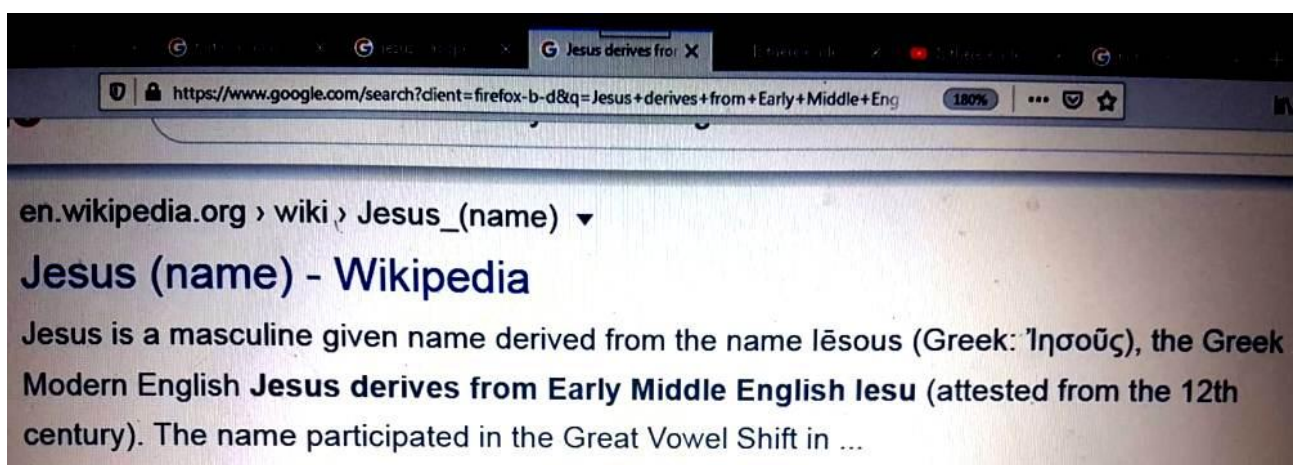 Jesus derives fror
https://www.google.com/search?client=firefox-b-d&q=Jesus+derives+from+Early+Middle+Eng 180%
en.wikipedia.org › wiki › Jesus_(name)
Jesus (name) - Wikipedia
Jesus is a masculine given name derived from the name Iēsous (Greek: Ἰησοῦς), the Greek
Modern English Jesus derives from Early Middle English Iesu (attested from the 12th
century). The name participated in the Great Vowel Shift in ...